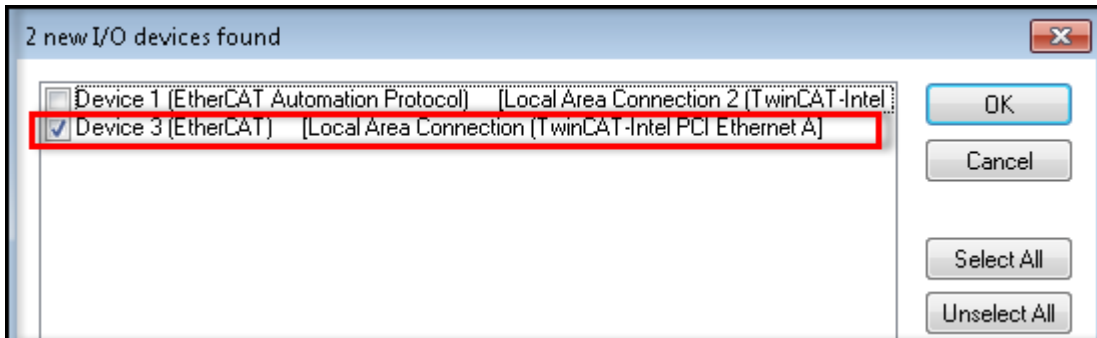 2 new I/O devices found
Device 1 (EtherCAT Automation Protocol) [Local Area Connection 2 (TwinCAT-Intel
Device 3 (EtherCAT) [Local Area Connection (TwinCAT-Intel PCI Ethernet A]
OK
Cancel
Select All
Unselect All